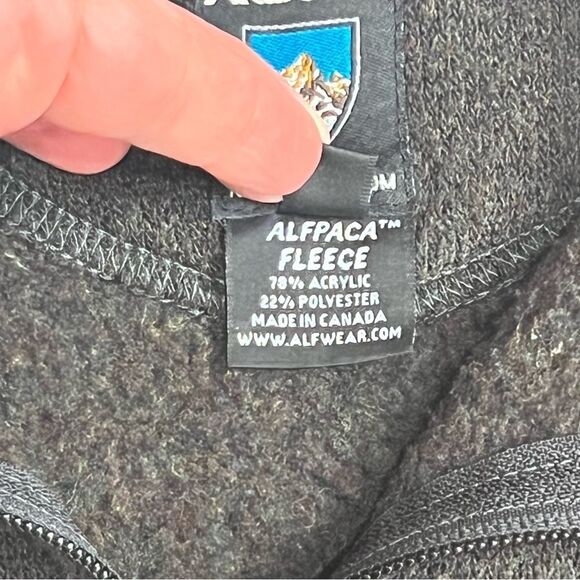 ALFPACA™
FLEECE
78% ACRYLIC
22% POLYESTER
MADE IN CANADA
WWW.ALFWEAR.COM